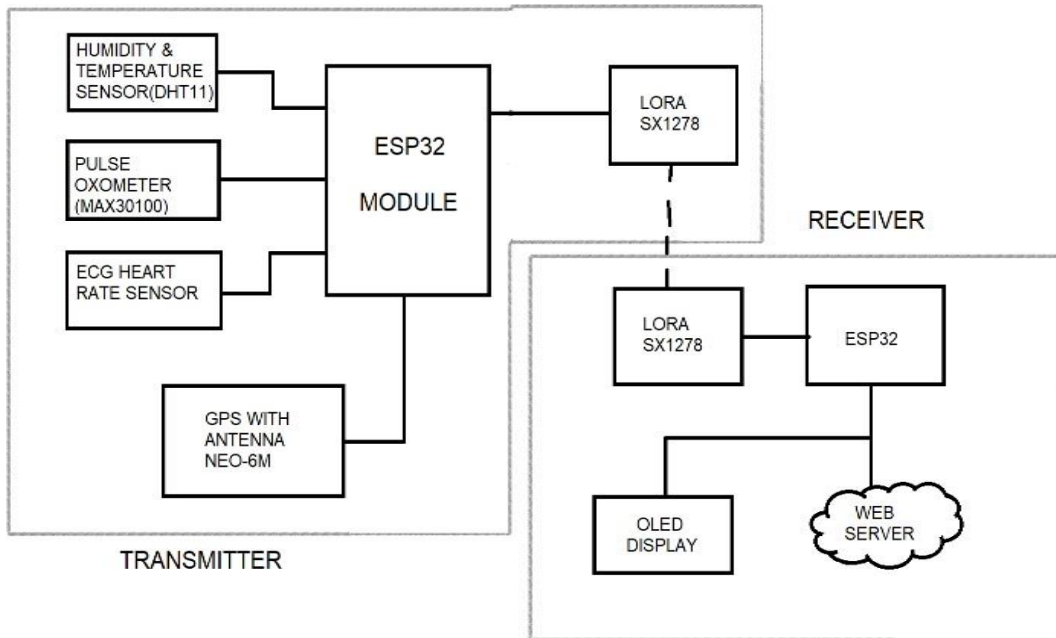 HUMIDITY &
TEMPERATURE
SENSOR(DHT11)
PULSE
OXOMETER
(MAX30100)
ECG HEART
RATE SENSOR
ESP32
MODULE
LORA
SX1278
GPS WITH
ANTENNA
NEO-6M
TRANSMITTER
RECEIVER
LORA
SX1278
ESP32
OLED
DISPLAY
WEB
SERVER